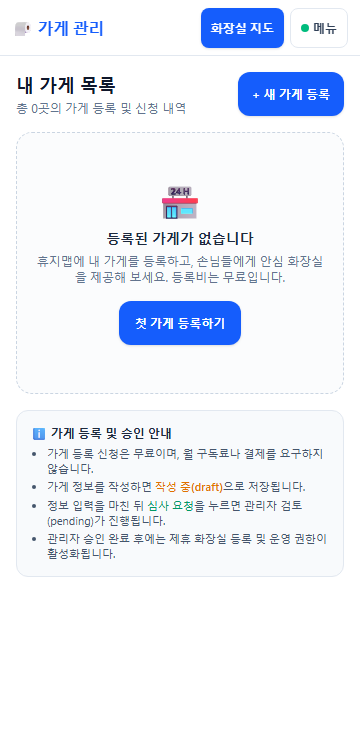 가게 관리
화장실 지도
메뉴
내 가게 목록
총 0곳의 가게 등록 및 신청 내역
+ 새 가게 등록
24 H
등록된 가게가 없습니다
휴지맵에 내 가게를 등록하고, 손님들에게 안심 화장실
을 제공해 보세요. 등록비는 무료입니다.
첫 가게 등록하기
가게 등록 및 승인 안내
가게 등록 신청은 무료이며, 월 구독료나 결제를 요구하지
않습니다.
가게 정보를 작성하면 작성 중(draft)으로 저장됩니다.
정보 입력을 마친 뒤 심사 요청을 누르면 관리자 검토
(pending)가 진행됩니다.
관리자 승인 완료 후에는 제휴 화장실 등록 및 운영 권한이
활성화됩니다.